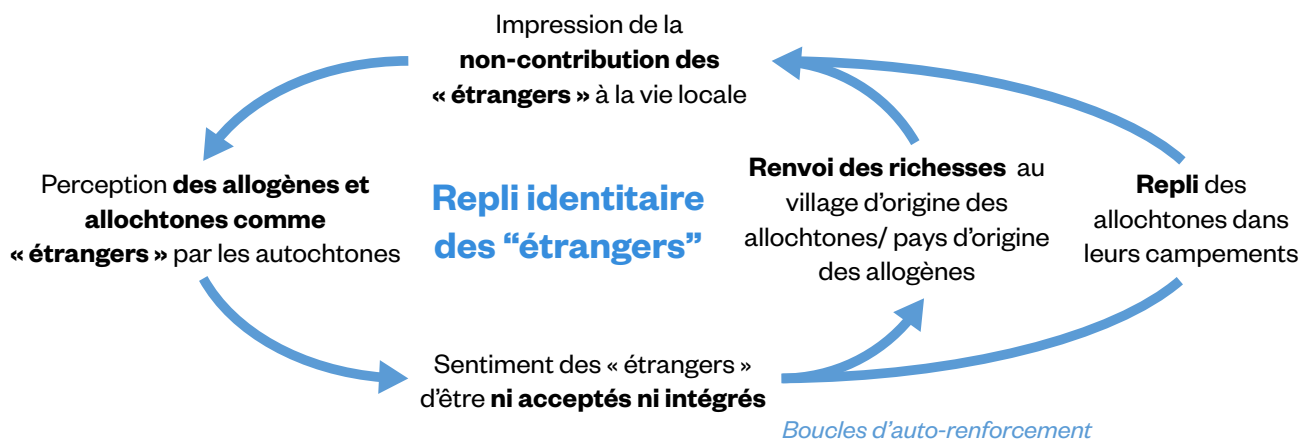 Impression de la
non-contribution des
« étrangers » à la vie locale
Perception des allogènes et
allochtones comme
« étrangers » par les autochtones
Repli identitaire
des “étrangers”
Renvoi des richesses au
village d’origine des
allochtones/ pays d’origine
des allogènes
Repli des
allochtones dans
leurs campements
Sentiment des « étrangers »
d’être ni acceptés ni intégrés
Boucles d’auto-renforcement